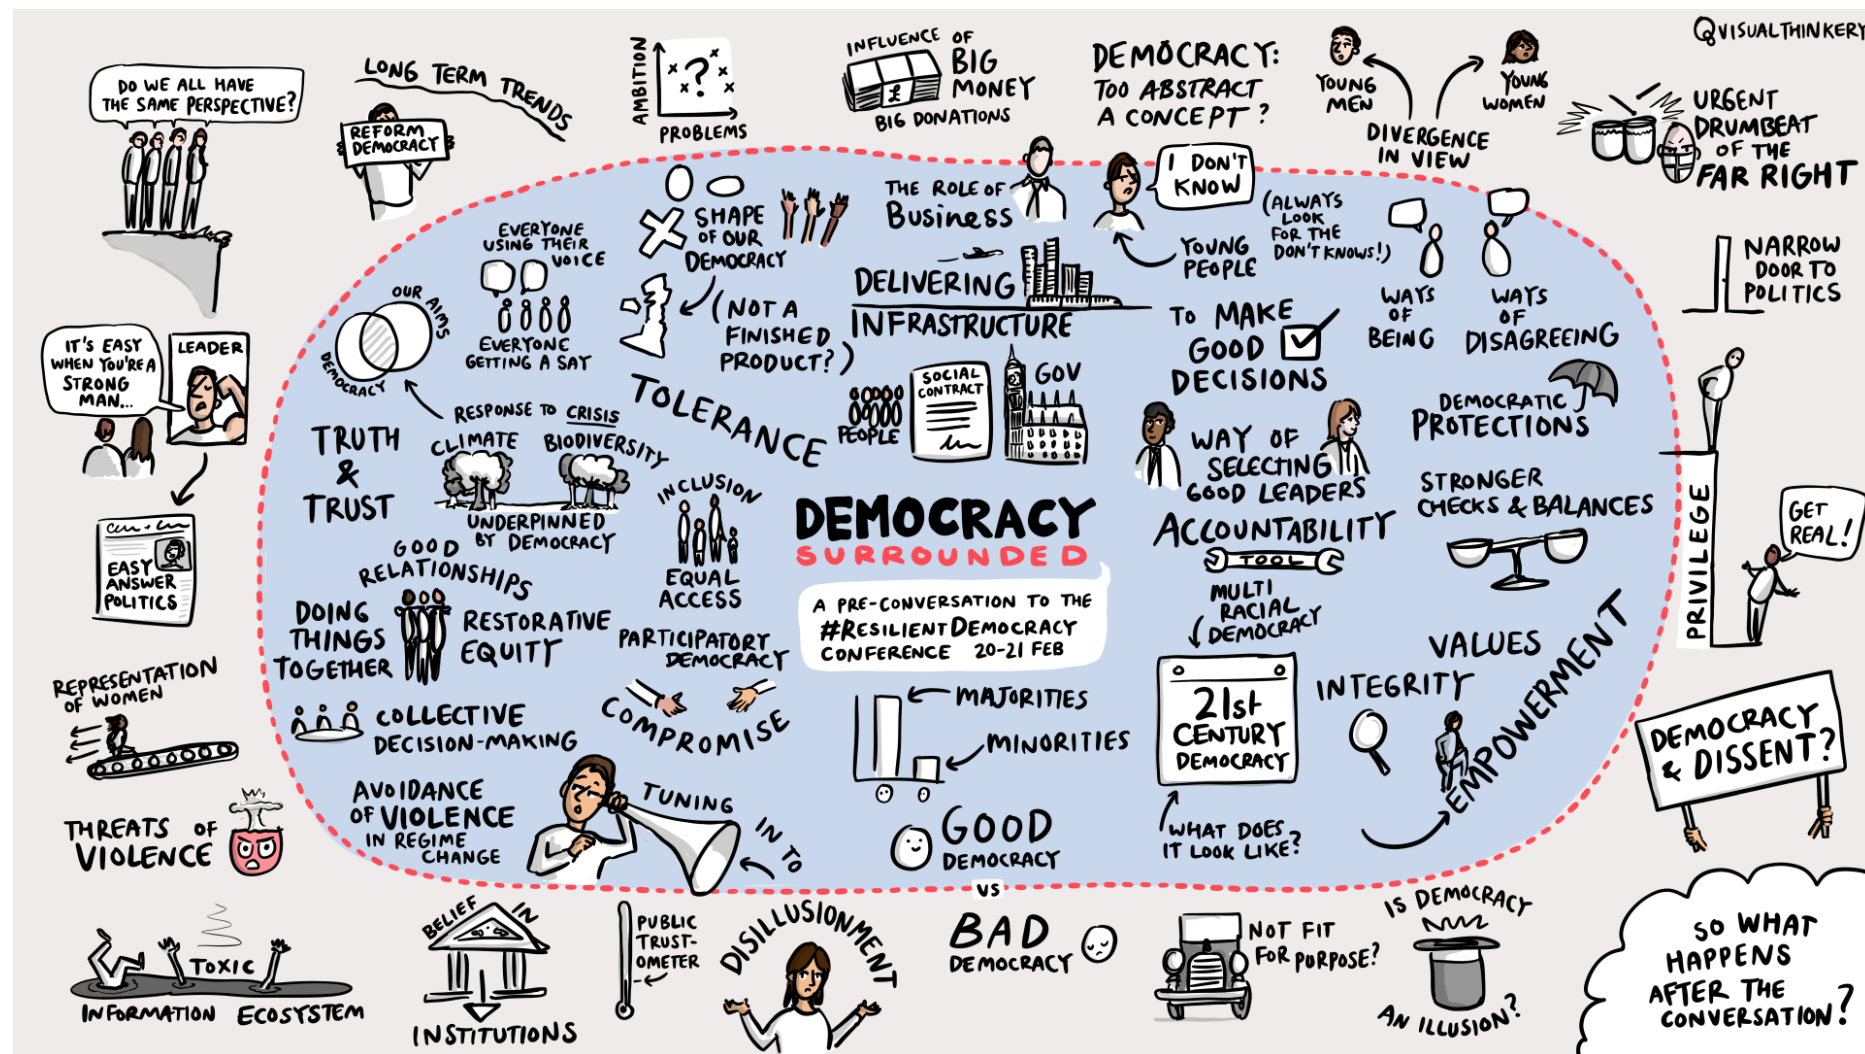 @VISUALTHINKERY
DO WE ALL HAVE
THE SAME PERSPECTIVE?
LONG TERM TRENDS
REFORM
DEMOCRACY
AMBITION
?
PROBLEMS
INFLUENCE OF
BIG
MONEY
£
BIG DONATIONS
DEMOCRACY:
TOO ABSTRACT
A CONCEPT?
YOUNG
MEN
YOUNG
WOMEN
DIVERGENCE
IN VIEW
URGENT
DRUMBEAT
OF THE
FAR RIGHT
NARROW
DOOR TO
POLITICS
IT'S EASY
WHEN YOU'RE A
STRONG
MAN...
LEADER
EASY
ANSWER
POLITICS
REPRESENTATION
OF WOMEN
THREATS OF
VIOLENCE
EVERYONE
USING THEIR
VOICE
EVERYONE
GETTING A SAY
SHAPE
OF OUR
DEMOCRACY
(NOT A
FINISHED
PRODUCT?)
THE ROLE OF
BUSINESS
I DON'T
KNOW
YOUNG
PEOPLE
(ALWAYS
LOOK
FOR THE
DON'T KNOWS!)
WAYS
OF
BEING
WAYS
OF
DISAGREEING
DELIVERING
INFRASTRUCTURE
TO MAKE
GOOD
DECISIONS
OUR AIMS
DEMOCRACY
TOLERANCE
PEOPLE
SOCIAL
CONTRACT
GOV
DEMOCRATIC
PROTECTIONS
TRUTH
&
TRUST
RESPONSE TO CRISIS
CLIMATE
BIODIVERSITY
UNDERPINNED
BY DEMOCRACY
INCLUSION
EQUAL
ACCESS
WAY OF
SELECTING
GOOD LEADERS
STRONGER
CHECKS & BALANCES
DEMOCRACY
SURROUNDED
A PRE-CONVERSATION TO THE
#RESILIENTDEMOCRACY
CONFERENCE 20-21 FEB
ACCOUNTABILITY
TOOL
PRIVILEGE
GET
REAL!
GOOD
RELATIONSHIPS
DOING
THINGS
TOGETHER
RESTORATIVE
EQUITY
PARTICIPATORY
DEMOCRACY
MULTI
RACIAL
DEMOCRACY
21st
CENTURY
DEMOCRACY
WHAT DOES
IT LOOK LIKE?
VALUES
INTEGRITY
EMPOWERMENT
COLLECTIVE
DECISION-MAKING
COMPROMISE
MAJORITIES
MINORITIES
AVOIDANCE
OF VIOLENCE
IN REGIME
CHANGE
TUNING
IN TO
GOOD
DEMOCRACY
VS
BAD
DEMOCRACY
DEMOCRACY
& DISSENT?
TOXIC
INFORMATION ECOSYSTEM
BELIEF IN
INSTITUTIONS
PUBLIC
TRUST-
OMETER
DISILLUSIONMENT
NOT FIT
FOR PURPOSE?
IS DEMOCRACY
AN ILLUSION?
SO WHAT
HAPPENS
AFTER THE
CONVERSATION?